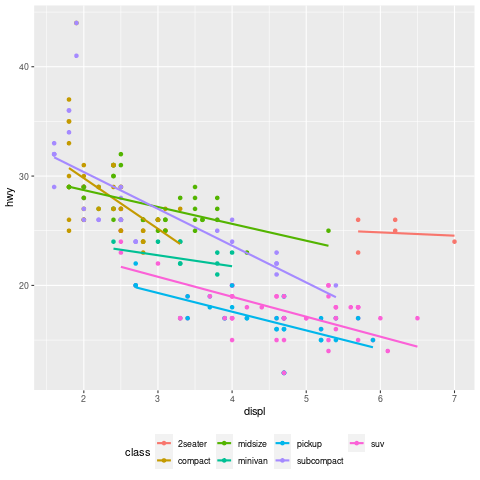 hwy
40
30
20
2 3 4 5 6 7
displ
class 2seater midsize pickup suv
compact minivan subcompact